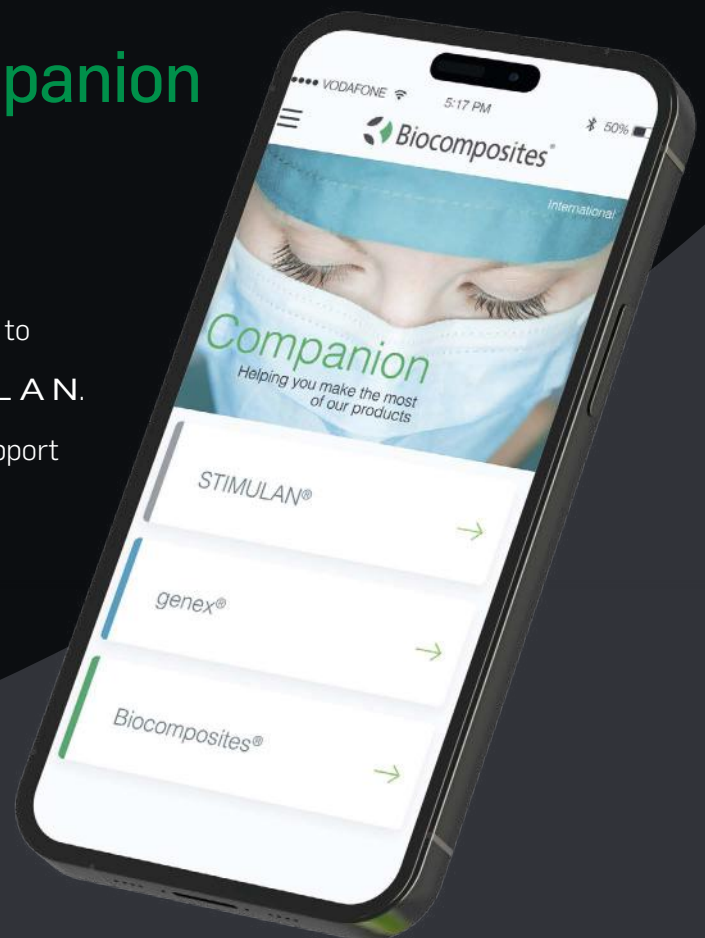 panion
to
L A N.
pport
VODAFONE
5:17 PM
50%
Biocomposites®
International
Companion
Helping you make the most
of our products
STIMULAN®
genex®
Biocomposites®